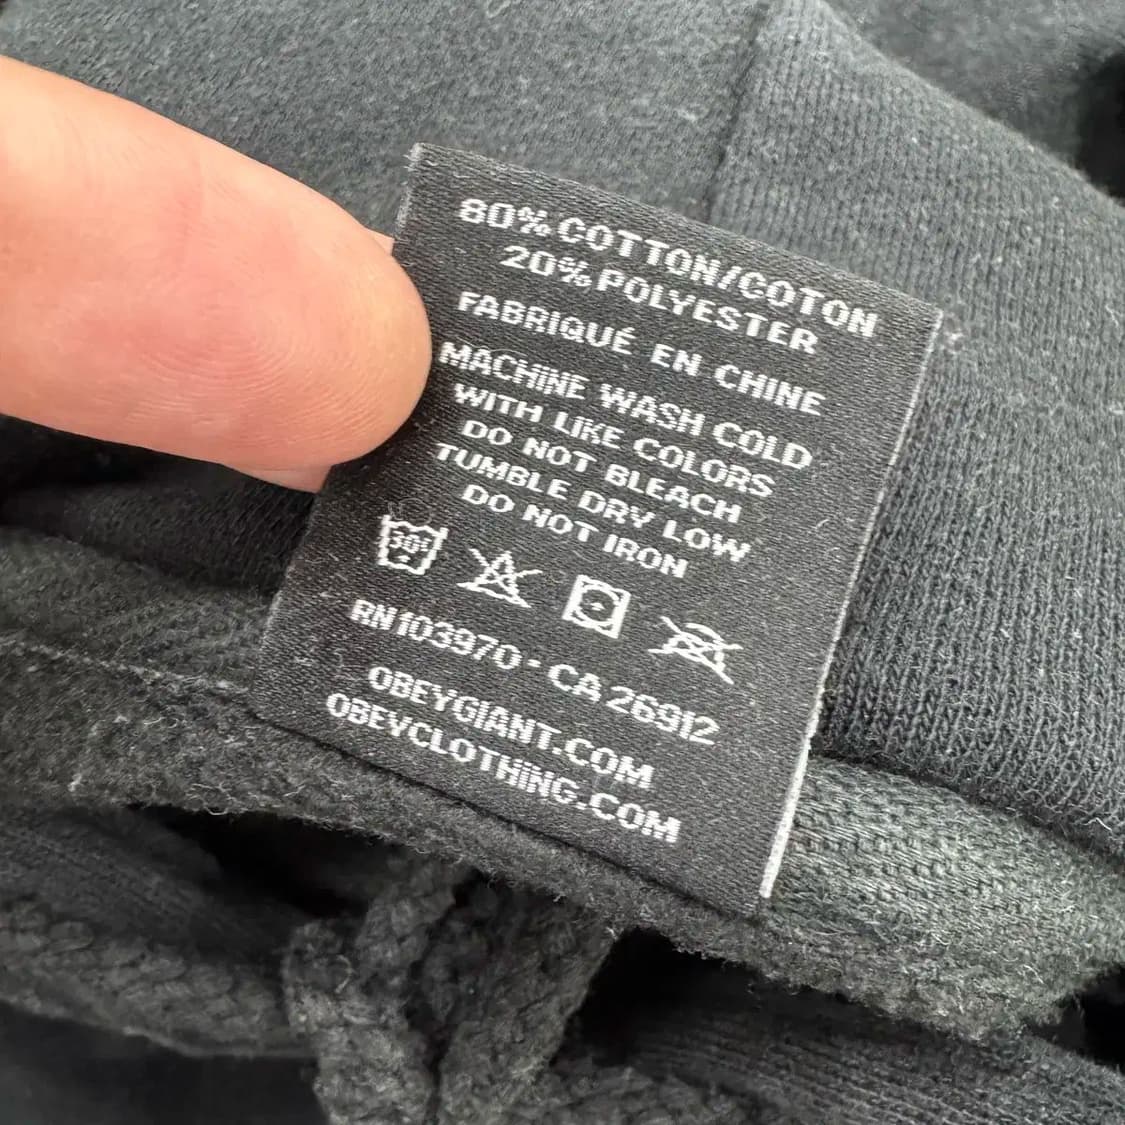 80% COTTON/COTON
20% POLYESTER
FABRIQUÉ EN CHINE
MACHINE WASH COLD
WITH LIKE COLORS
DO NOT BLEACH
TUMBLE DRY LOW
DO NOT IRON
30°
RN103970 - CA 26912
OBEYGIANT.COM
OBEYCLOTHING.COM